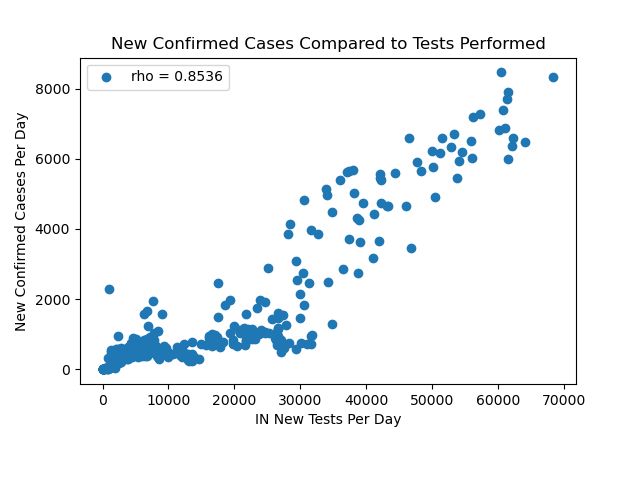 New Confirmed Cases Compared to Tests Performed
rho = 0.8536
New Confirmed Caeses Per Day
8000
6000
4000
2000
0
0 10000 20000 30000 40000 50000 60000 70000
IN New Tests Per Day